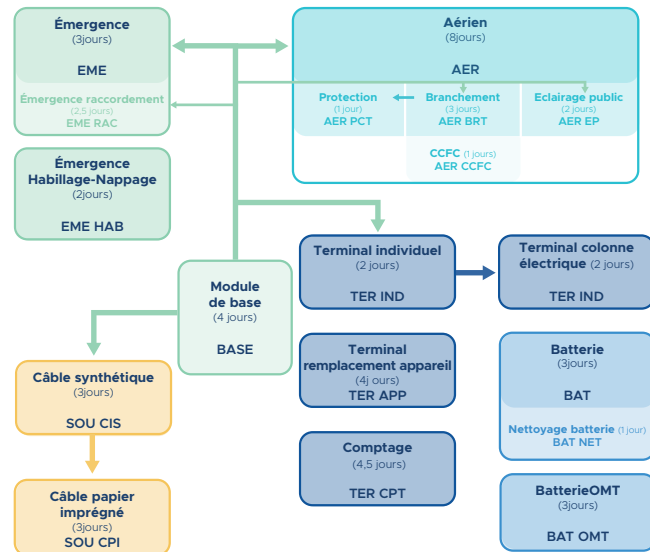 Émergence
(3jours)
EME
Émergence raccordement
(2,5 jours)
EME RAC
Émergence
Habillage-Nappage
(2jours)
EME HAB
Aérien
(8jours)
AER
Protection
(1 jour)
AER PCT
Branchement
(3 jours)
AER BRT
Eclairage public
(2 jours)
AER EP
CCFC (1 jours)
AER CCFC
Module
de base
(4 jours)
BASE
Terminal individuel
(2 jours)
TER IND
Terminal colonne
électrique (2 jours)
TER IND
Câble synthétique
(3jours)
SOU CIS
Terminal
remplacement appareil
(4j ours)
TER APP
Batterie
(3jours)
BAT
Nettoyage batterie (1 jour)
BAT NET
Câble papier
imprégné
(3jours)
SOU CPI
Comptage
(4,5 jours)
TER CPT
BatterieOMT
(3jours)
BAT OMT